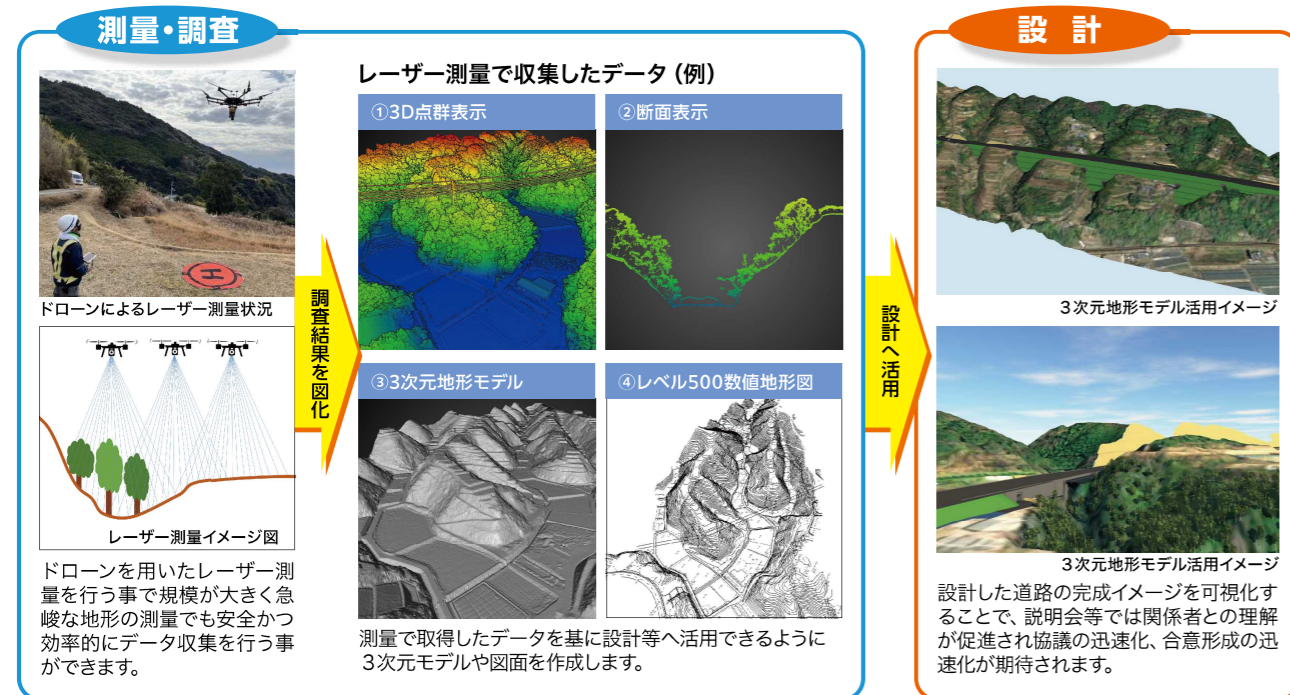 測量・調査
ドローンによるレーザー測量状況
レーザー測量イメージ図
ドローンを用いたレーザー測
量を行う事で規模が大きく急
峻な地形の測量でも安全かつ
効率的にデータ収集を行う事
ができます。
調査結果を図化
レーザー測量で収集したデータ（例）
①3D点群表示
②断面表示
③3次元地形モデル
④レベル500数値地形図
測量で取得したデータを基に設計等へ活用できるように
３次元モデルや図面を作成します。
設計へ活用
設 計
３次元地形モデル活用イメージ
３次元地形モデル活用イメージ
設計した道路の完成イメージを可視化す
ることで、説明会等では関係者との理解
が促進され協議の迅速化、合意形成の迅
速化が期待されます。
H